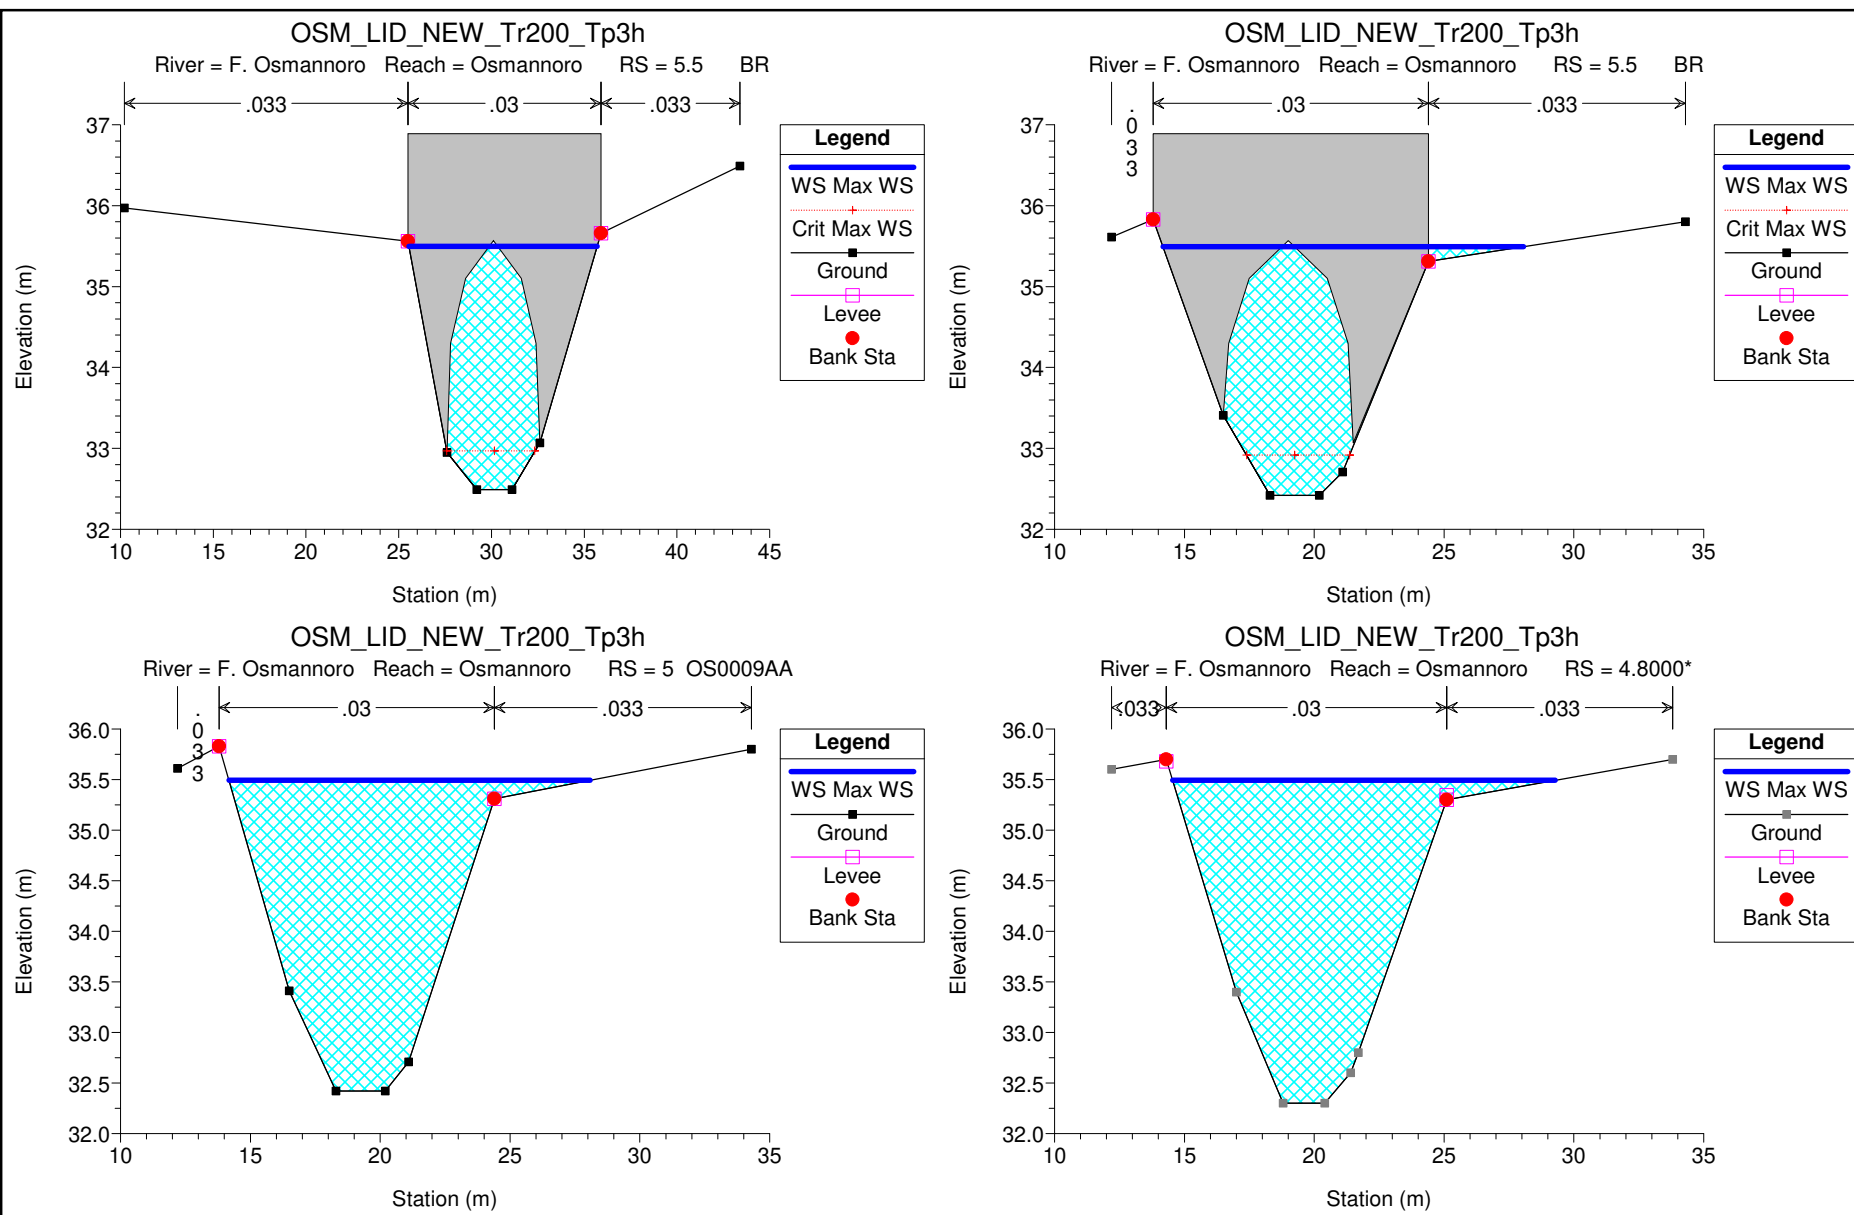 OSM_LID_NEW_Tr200_Tp3h
River = F. Osmannoro Reach = Osmannoro RS = 5.5 BR
.033 .03 .033
37
36
35
34
33
32
10 15 20 25 30 35 40 45
Station (m)
Elevation (m)
Legend
WS Max WS
Crit Max WS
Ground
Levee
Bank Sta
OSM_LID_NEW_Tr200_Tp3h
River = F. Osmannoro Reach = Osmannoro RS = 5.5 BR
.033 .03 .033
37
36
35
34
33
32
10 15 20 25 30 35
Station (m)
Elevation (m)
Legend
WS Max WS
Crit Max WS
Ground
Levee
Bank Sta
OSM_LID_NEW_Tr200_Tp3h
River = F. Osmannoro Reach = Osmannoro RS = 5 OS0009AA
.033 .03 .033
36.0
35.5
35.0
34.5
34.0
33.5
33.0
32.5
32.0
10 15 20 25 30 35
Station (m)
Elevation (m)
Legend
WS Max WS
Ground
Levee
Bank Sta
OSM_LID_NEW_Tr200_Tp3h
River = F. Osmannoro Reach = Osmannoro RS = 4.8000*
.033 .03 .033
36.0
35.5
35.0
34.5
34.0
33.5
33.0
32.5
32.0
10 15 20 25 30 35
Station (m)
Elevation (m)
Legend
WS Max WS
Ground
Levee
Bank Sta